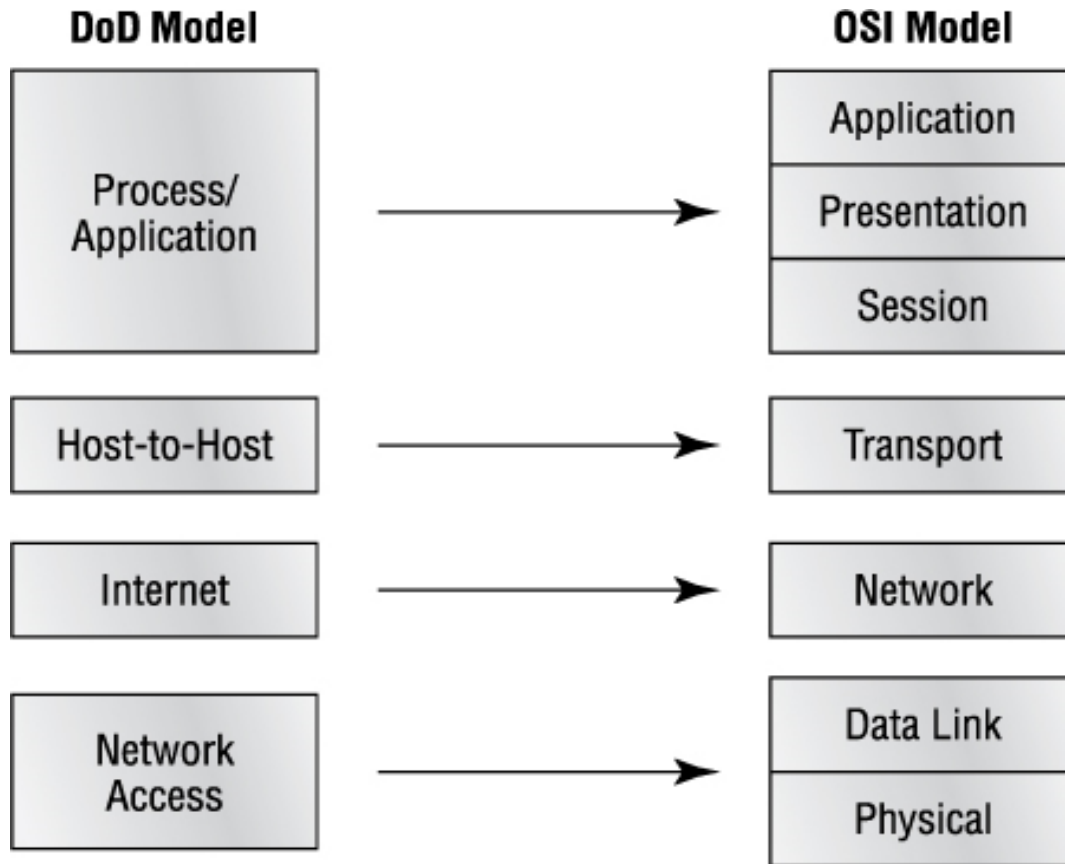 DoD Model
OSI Model
Process/
Application
Application
Presentation
Session
Host-to-Host
Transport
Internet
Network
Network
Access
Data Link
Physical